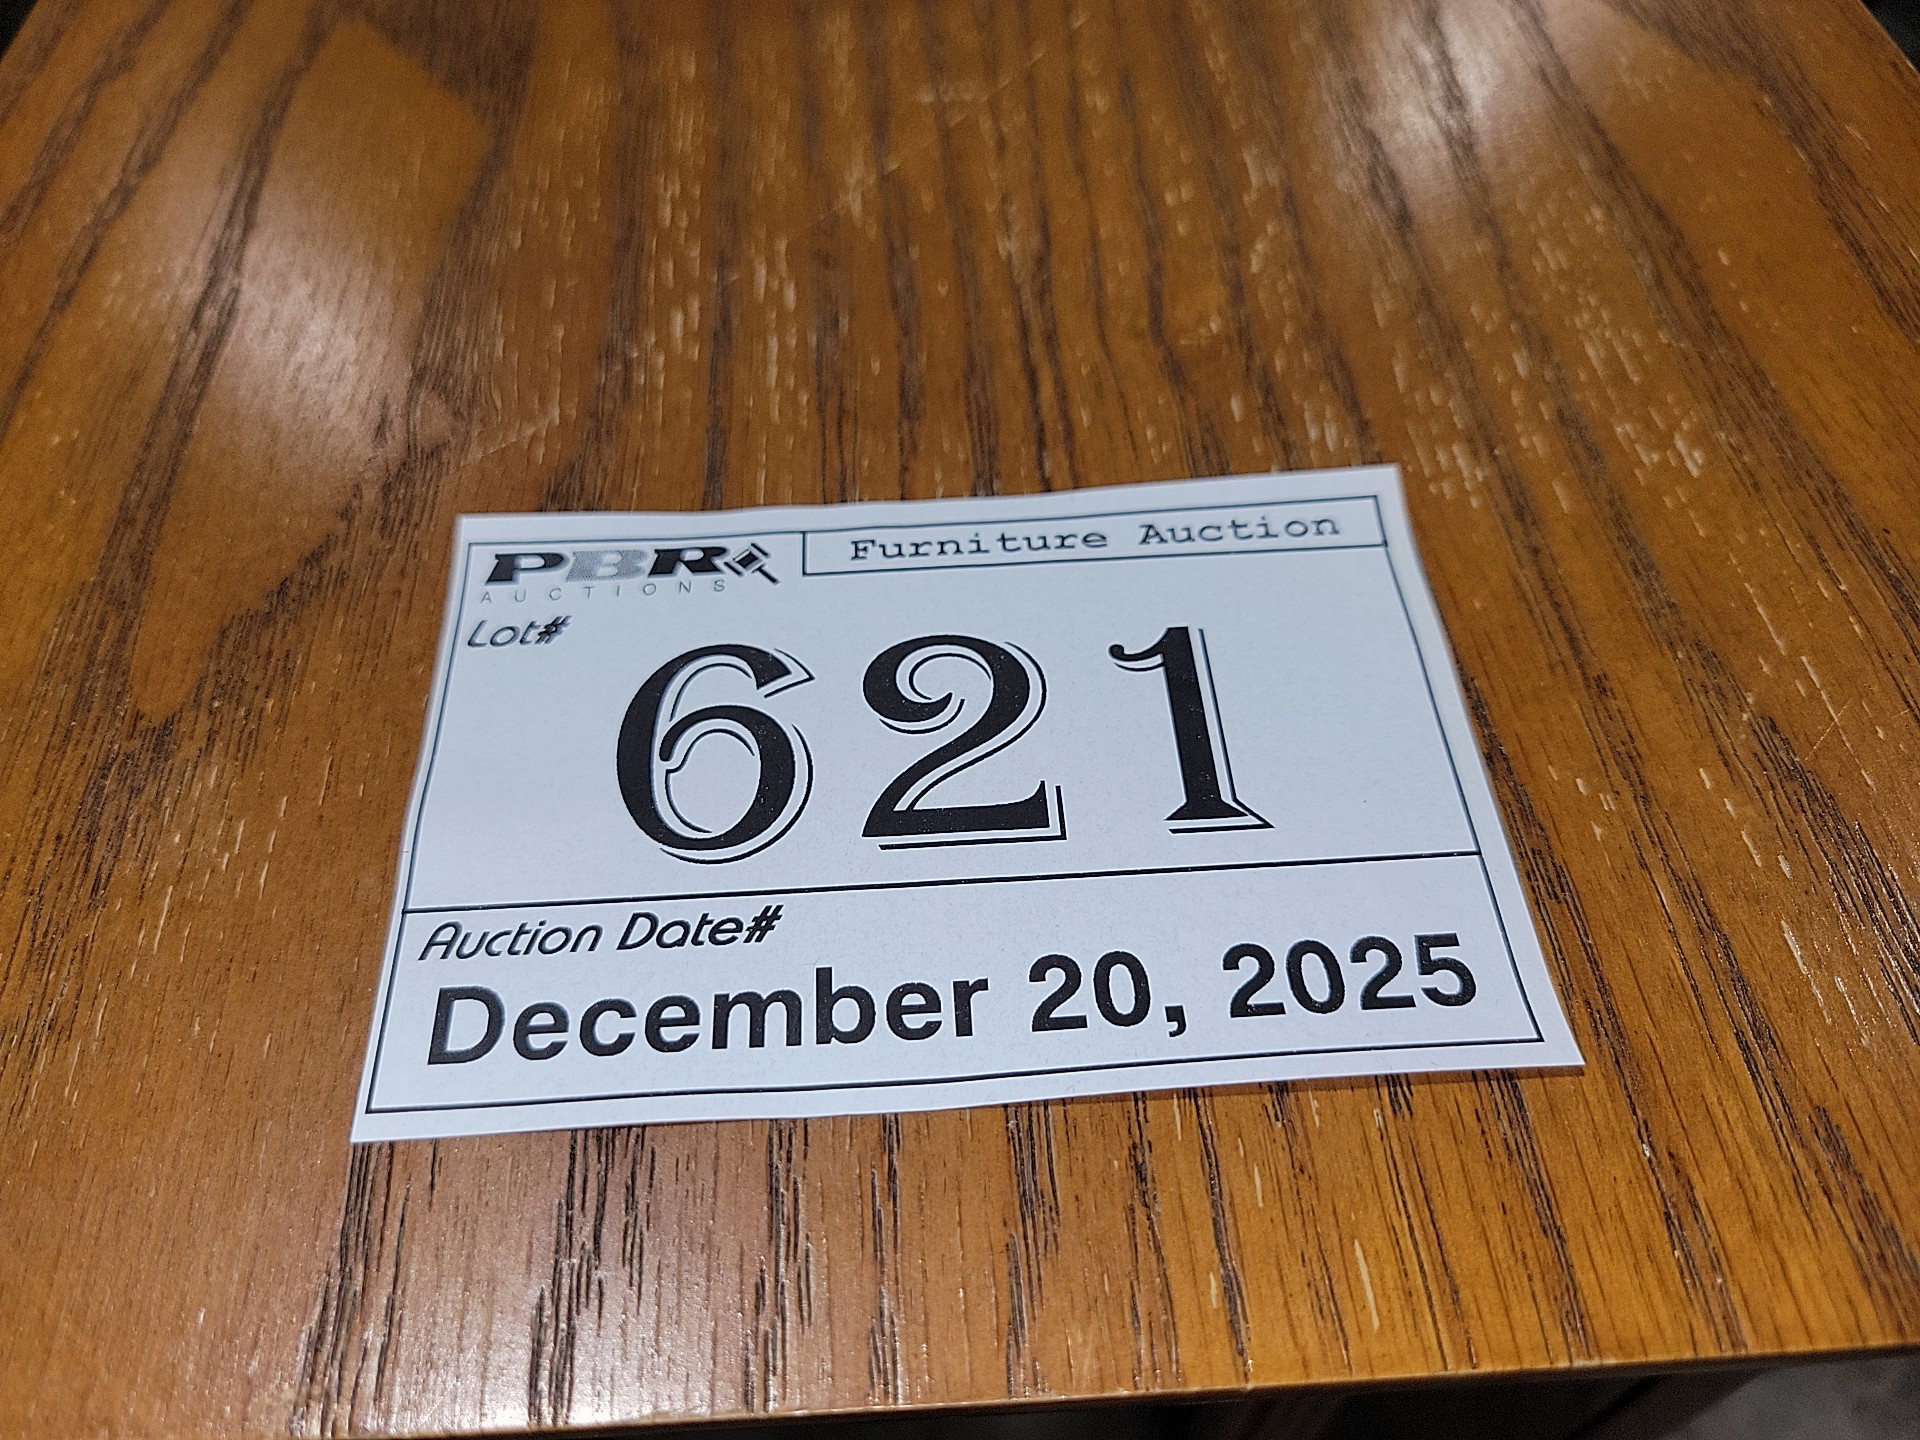 PBR
AUCTIONS
Furniture Auction
Lot#
621
Auction Date#
December 20, 2025